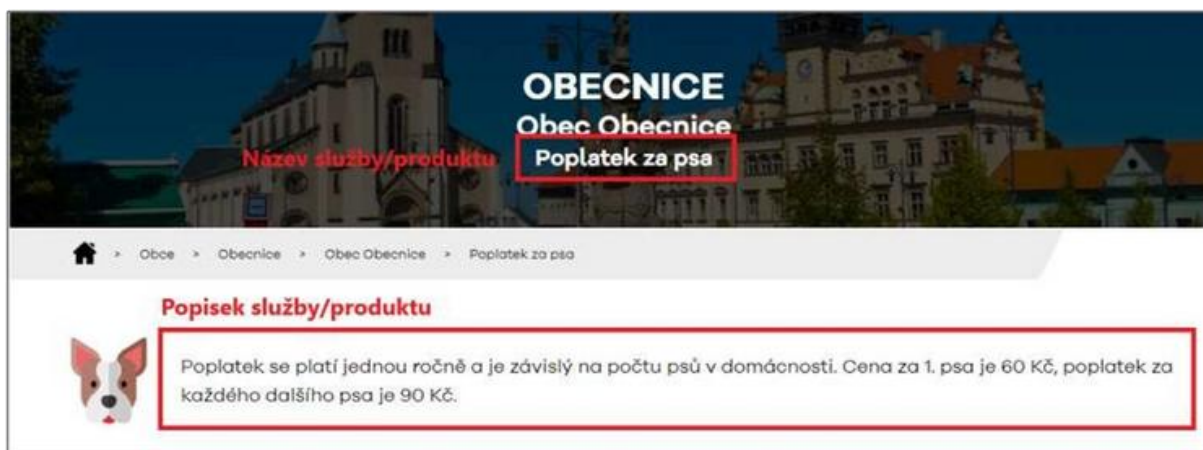 OBECNICE
Obec Obecnice
Název služby/produktu Poplatek za psa
> Obce > Obecnice > Obec Obecnice > Poplatek za psa
Popisek služby/produktu
Poplatek se platí jednou ročně a je závislý na počtu psů v domácnosti. Cena za 1. psa je 60 Kč, poplatek za
každého dalšího psa je 90 Kč.